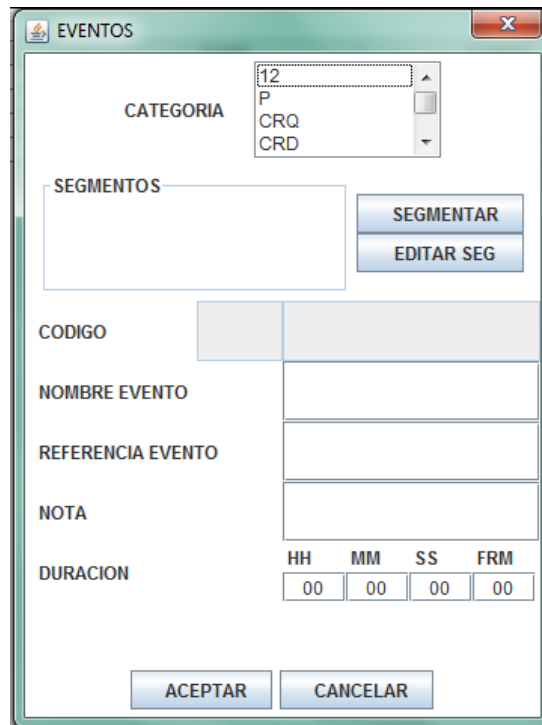 EVENTOS
12
P
CATEGORIA
CRQ
CRD
SEGMENTOS
SEGMENTAR
EDITAR SEG
CODIGO
NOMBRE EVENTO
REFERENCIA EVENTO
NOTA
HH MM SS FRM
DURACION
00 00 00 00
ACEPTAR CANCELAR